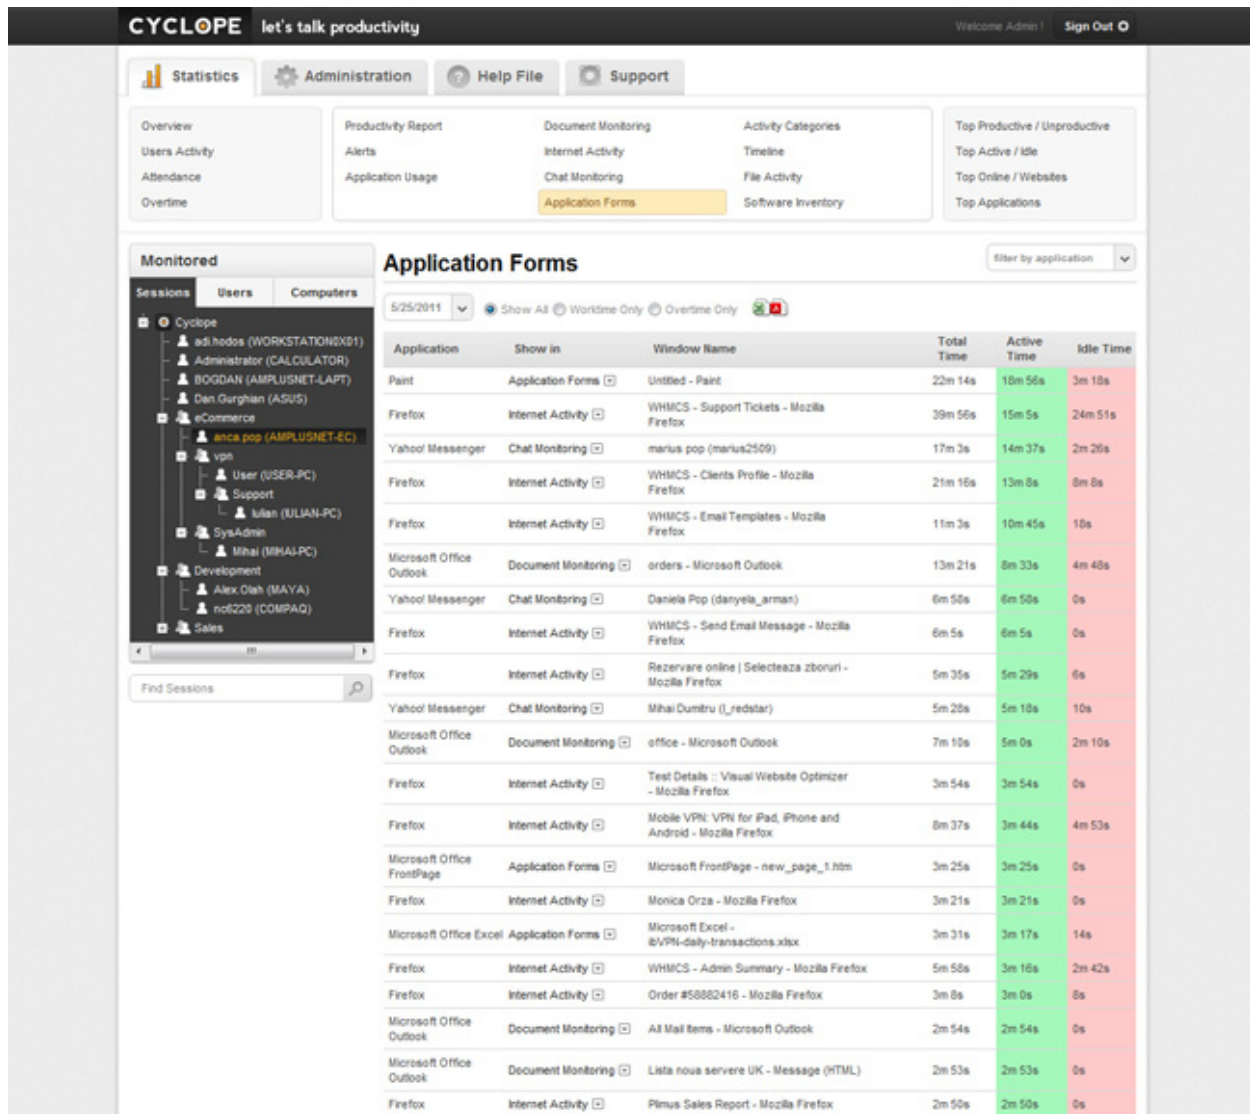 CYCLOPE let's talk productivity
Welcome Admin ! Sign Out
Statistics Administration Help File Support
Overview Productivity Report Document Monitoring Activity Categories Top Productive / Unproductive
Users Activity Alerts Internet Activity Timeline Top Active / Idle
Attendance Application Usage Chat Monitoring File Activity Top Online / Websites
Overtime Application Forms Software Inventory Top Applications
Monitored
Sessions Users Computers
Cyclope
adi.hodos (WORKSTATION0X01)
Administrator (CALCULATOR)
BOGDAN (AMPLUSNET-LAPT)
Dan.Gurghian (ASUS)
eCommerce
anca.pop (AMPLUSNET-EC)
vpn
User (USER-PC)
Support
Iulian (IULIAN-PC)
SysAdmin
Mihai (MIHAI-PC)
Development
Alex.Olah (MAYA)
nc6220 (COMPAQ)
Sales
Find Sessions
Application Forms
filter by application
5/25/2011 Show All Worktime Only Overtime Only
Application Show in Window Name Total Time Active Time Idle Time
Paint Application Forms Untitled - Paint 22m 14s 18m 56s 3m 18s
Firefox Internet Activity WHMCS - Support Tickets - Mozilla Firefox 39m 56s 15m 5s 24m 51s
Yahoo! Messenger Chat Monitoring marius pop (marius2509) 17m 3s 14m 37s 2m 26s
Firefox Internet Activity WHMCS - Clients Profile - Mozilla Firefox 21m 16s 13m 8s 8m 8s
Firefox Internet Activity WHMCS - Email Templates - Mozilla Firefox 11m 3s 10m 45s 18s
Microsoft Office Outlook Document Monitoring orders - Microsoft Outlook 13m 21s 8m 33s 4m 48s
Yahoo! Messenger Chat Monitoring Daniela Pop (danyela_arman) 6m 58s 6m 58s 0s
Firefox Internet Activity WHMCS - Send Email Message - Mozilla Firefox 6m 5s 6m 5s 0s
Firefox Internet Activity Rezervare online | Selecteaza zboruri - Mozilla Firefox 5m 35s 5m 29s 6s
Yahoo! Messenger Chat Monitoring Mihai Dumitru (l_redstar) 5m 28s 5m 18s 10s
Microsoft Office Outlook Document Monitoring office - Microsoft Outlook 7m 10s 5m 0s 2m 10s
Firefox Internet Activity Test Details :: Visual Website Optimizer - Mozilla Firefox 3m 54s 3m 54s 0s
Firefox Internet Activity Mobile VPN: VPN for iPad, iPhone and Android - Mozilla Firefox 8m 37s 3m 44s 4m 53s
Microsoft Office FrontPage Application Forms Microsoft FrontPage - new_page_1.htm 3m 25s 3m 25s 0s
Firefox Internet Activity Monica Orza - Mozilla Firefox 3m 21s 3m 21s 0s
Microsoft Office Excel Application Forms Microsoft Excel - ibVPN-daily-transactions.xlsx 3m 31s 3m 17s 14s
Firefox Internet Activity WHMCS - Admin Summary - Mozilla Firefox 5m 58s 3m 16s 2m 42s
Firefox Internet Activity Order #58882416 - Mozilla Firefox 3m 8s 3m 0s 8s
Microsoft Office Outlook Document Monitoring All Mail Items - Microsoft Outlook 2m 54s 2m 54s 0s
Microsoft Office Outlook Document Monitoring Lista noua servere UK - Message (HTML) 2m 53s 2m 53s 0s
Firefox Internet Activity Plimus Sales Report - Mozilla Firefox 2m 50s 2m 50s 0s